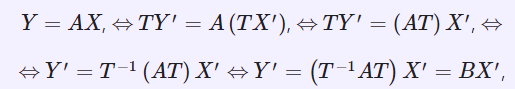 Y = AX, ⇔ TY′ = A (TX′), ⇔ TY′ = (AT) X′, ⇔
⇔ Y′ = T⁻¹ (AT) X′ ⇔ Y′ = (T⁻¹AT) X′ = BX′,